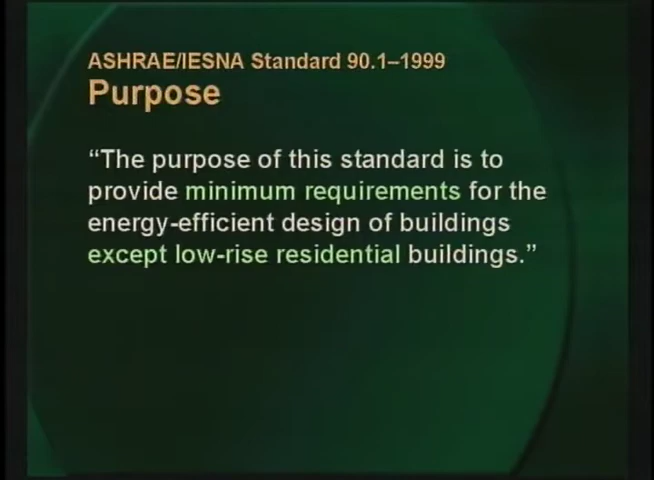 ASHRAE/IESNA Standard 90.1–1999
Purpose
“The purpose of this standard is to
provide minimum requirements for the
energy-efficient design of buildings
except low-rise residential buildings.”